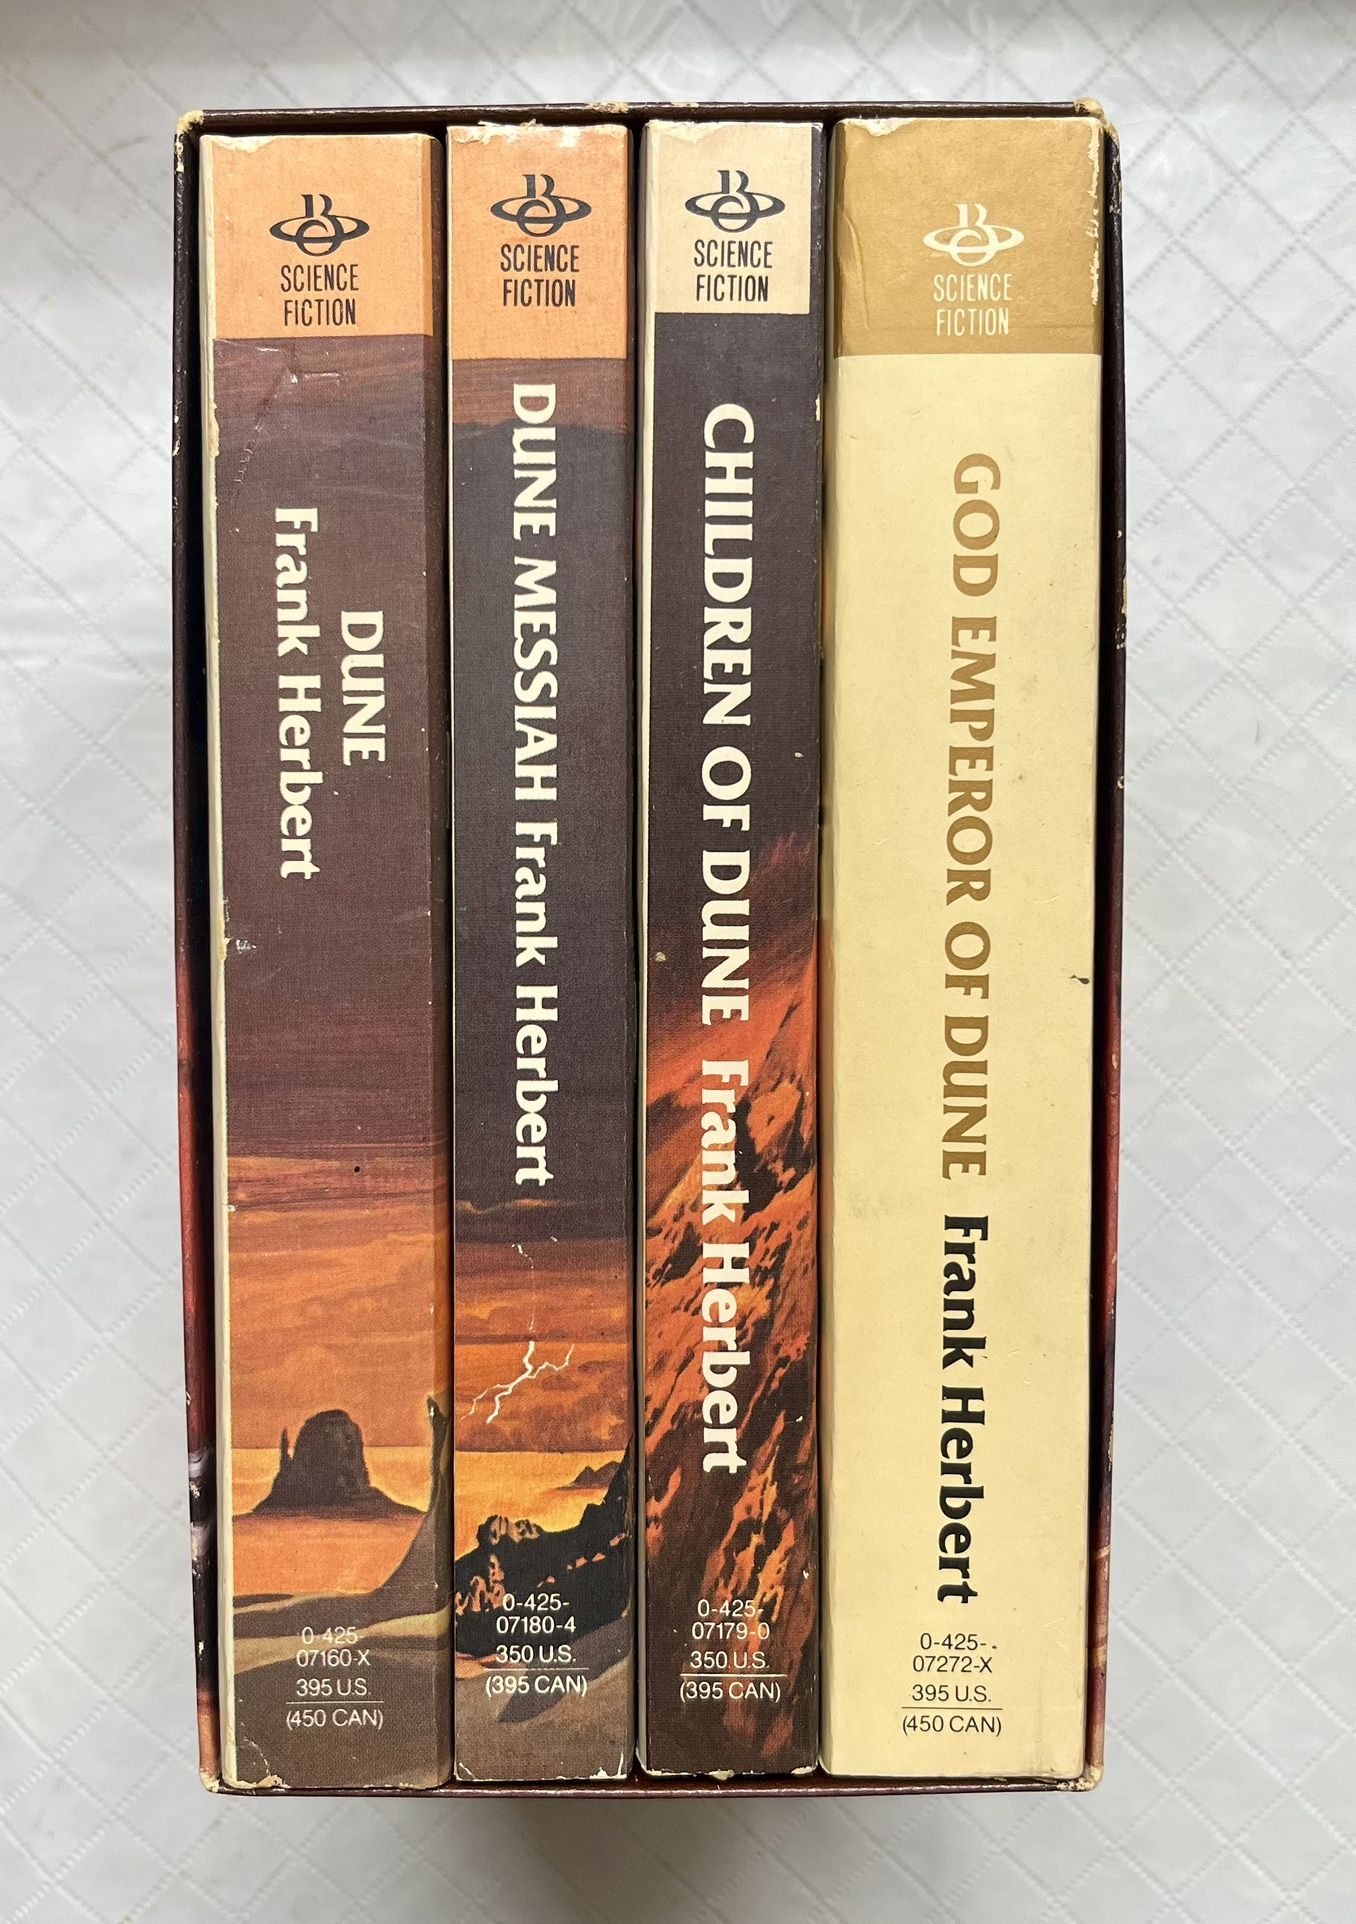 B
SCIENCE
FICTION
DUNE
Frank Herbert
0-425-
07160-X
395 U.S.
(450 CAN)
B
SCIENCE
FICTION
DUNE MESSIAH Frank Herbert
0-425-
07180-4
350 U.S.
(395 CAN)
B
SCIENCE
FICTION
CHILDREN OF DUNE Frank Herbert
0-425-
07179-0
350 U.S.
(395 CAN)
B
SCIENCE
FICTION
GOD EMPEROR OF DUNE Frank Herbert
0-425-
07272-X
395 U.S.
(450 CAN)